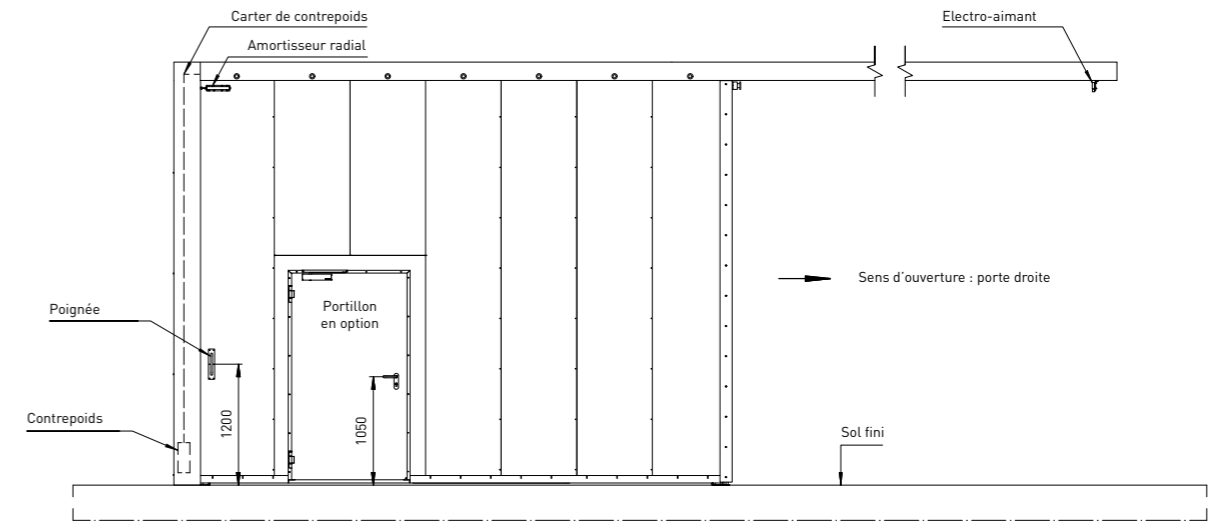 Carter de contrepoids
Electro-aimant
Amortisseur radial
Sens d'ouverture : porte droite
Portillon
en option
Poignée
1200
1050
Contrepoids
Sol fini